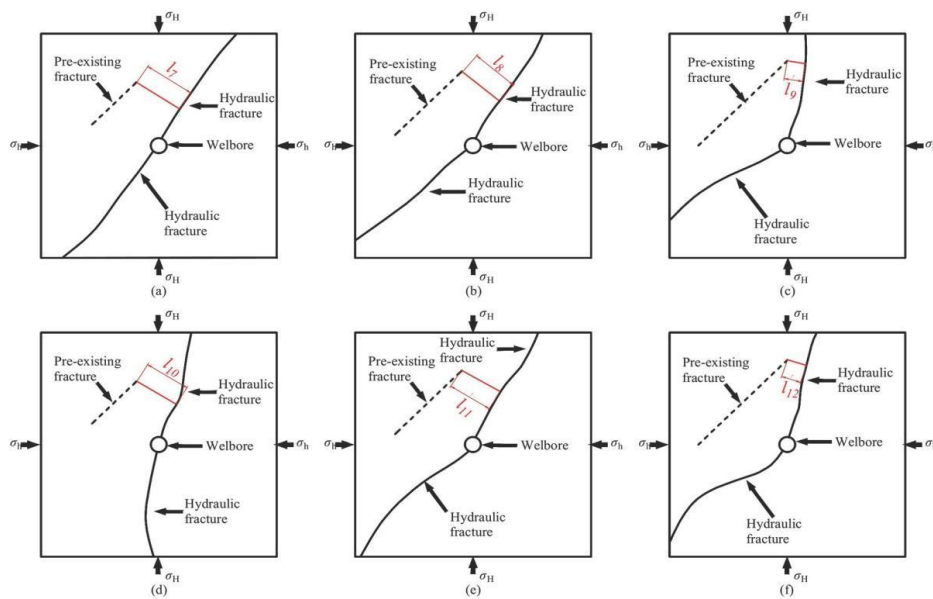 σH
Pre-existing
fracture
l7
Hydraulic
fracture
σh
Welbore
σh
Hydraulic
fracture
σH
(a)
σH
Pre-existing
fracture
l8
Hydraulic
fracture
σh
Welbore
σh
Hydraulic
fracture
σH
(b)
σH
Pre-existing
fracture
l9
Hydraulic
fracture
σh
Welbore
Hydraulic
fracture
σH
(c)
σH
Pre-existing
fracture
l10
Hydraulic
fracture
σh
Welbore
σh
Hydraulic
fracture
σH
(d)
σH
Hydraulic
fracture
Pre-existing
fracture
l11
σh
Welbore
σh
Hydraulic
fracture
σH
(e)
σH
Pre-existing
fracture
l12
Hydraulic
fracture
σh
Welbore
Hydraulic
fracture
σH
(f)